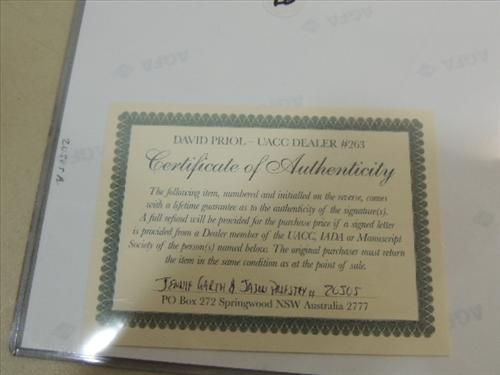 AGFA
AGFA
AGFA
DAVID PRIOL – UACC DEALER #263
Certificate of Authenticity
The following item, numbered and initialled on the reverse, comes
with a lifetime guarantee as to the authenticity of the signature(s).
A full refund will be provided for the purchase price if a signed letter
is provided from a Dealer member of the UACC, IADA or Manuscript
Society of the person(s) named below. The original purchaser must return
the item in the same condition as at the point of sale.
JENNIE GARTH & JASON PRIESTLEY # 20505
PO BOX 272 Springwood NSW Australia 2777